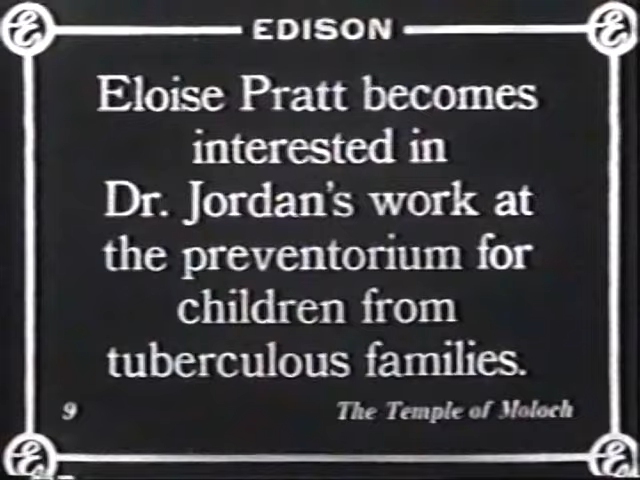 EDISON
Eloise Pratt becomes
interested in
Dr. Jordan's work at
the preventorium for
children from
tuberculous families.
9
The Temple of Moloch